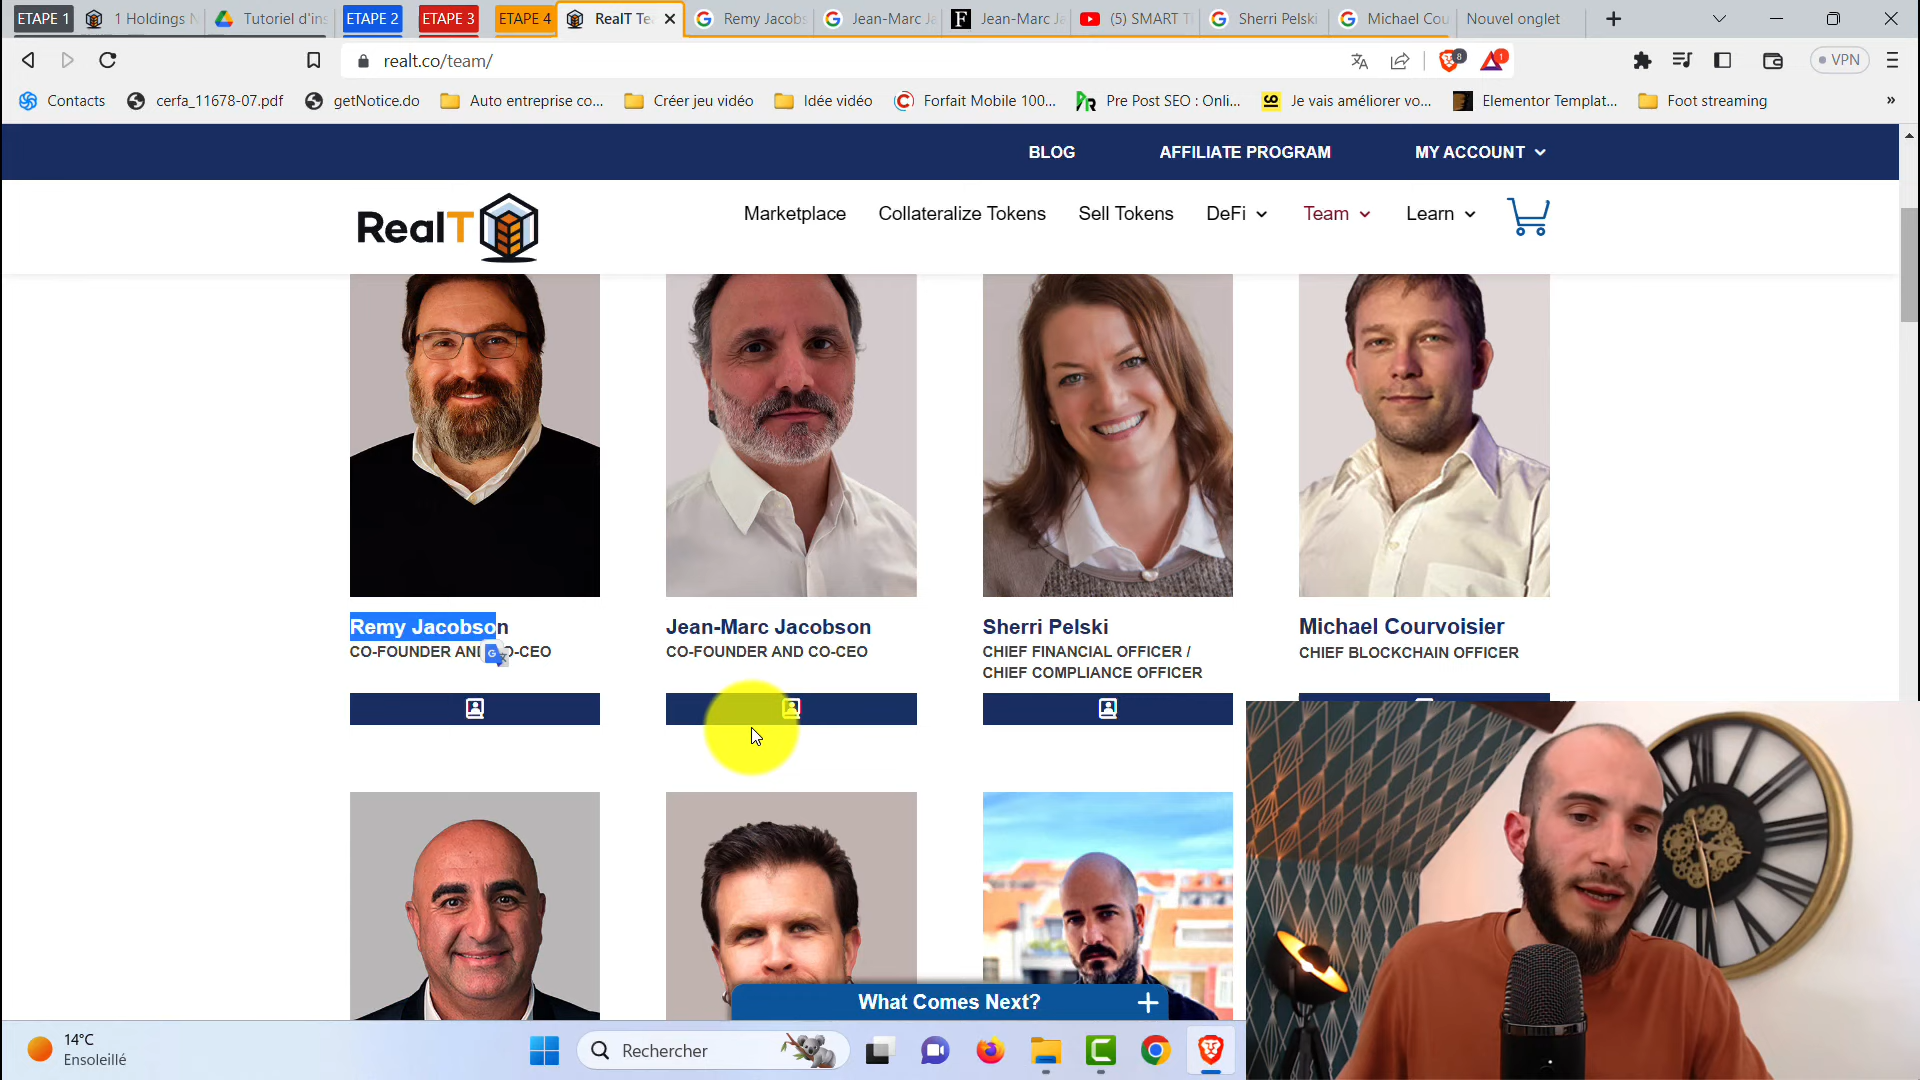 ETAPE 1
1 Holdings N
Tutoriel d'ins
ETAPE 2
ETAPE 3
ETAPE 4
RealT Te
Remy Jacobs
Jean-Marc Ja
Jean-Marc Ja
(5) SMART T
Sherri Pelski
Michael Cou
Nouvel onglet
realt.co/team/
8
1
VPN
Contacts
cerfa_11678-07.pdf
getNotice.do
Auto entreprise co...
Créer jeu vidéo
Idée vidéo
Forfait Mobile 100...
Pre Post SEO : Onli...
Je vais améliorer vo...
Elementor Templat...
Foot streaming
»
BLOG
AFFILIATE PROGRAM
MY ACCOUNT
RealT
Marketplace
Collateralize Tokens
Sell Tokens
DeFi
Team
Learn
Remy Jacobson
CO-FOUNDER AND CO-CEO
Jean-Marc Jacobson
CO-FOUNDER AND CO-CEO
Sherri Pelski
CHIEF FINANCIAL OFFICER /
CHIEF COMPLIANCE OFFICER
Michael Courvoisier
CHIEF BLOCKCHAIN OFFICER
What Comes Next?
14°C
Ensoleillé
Rechercher